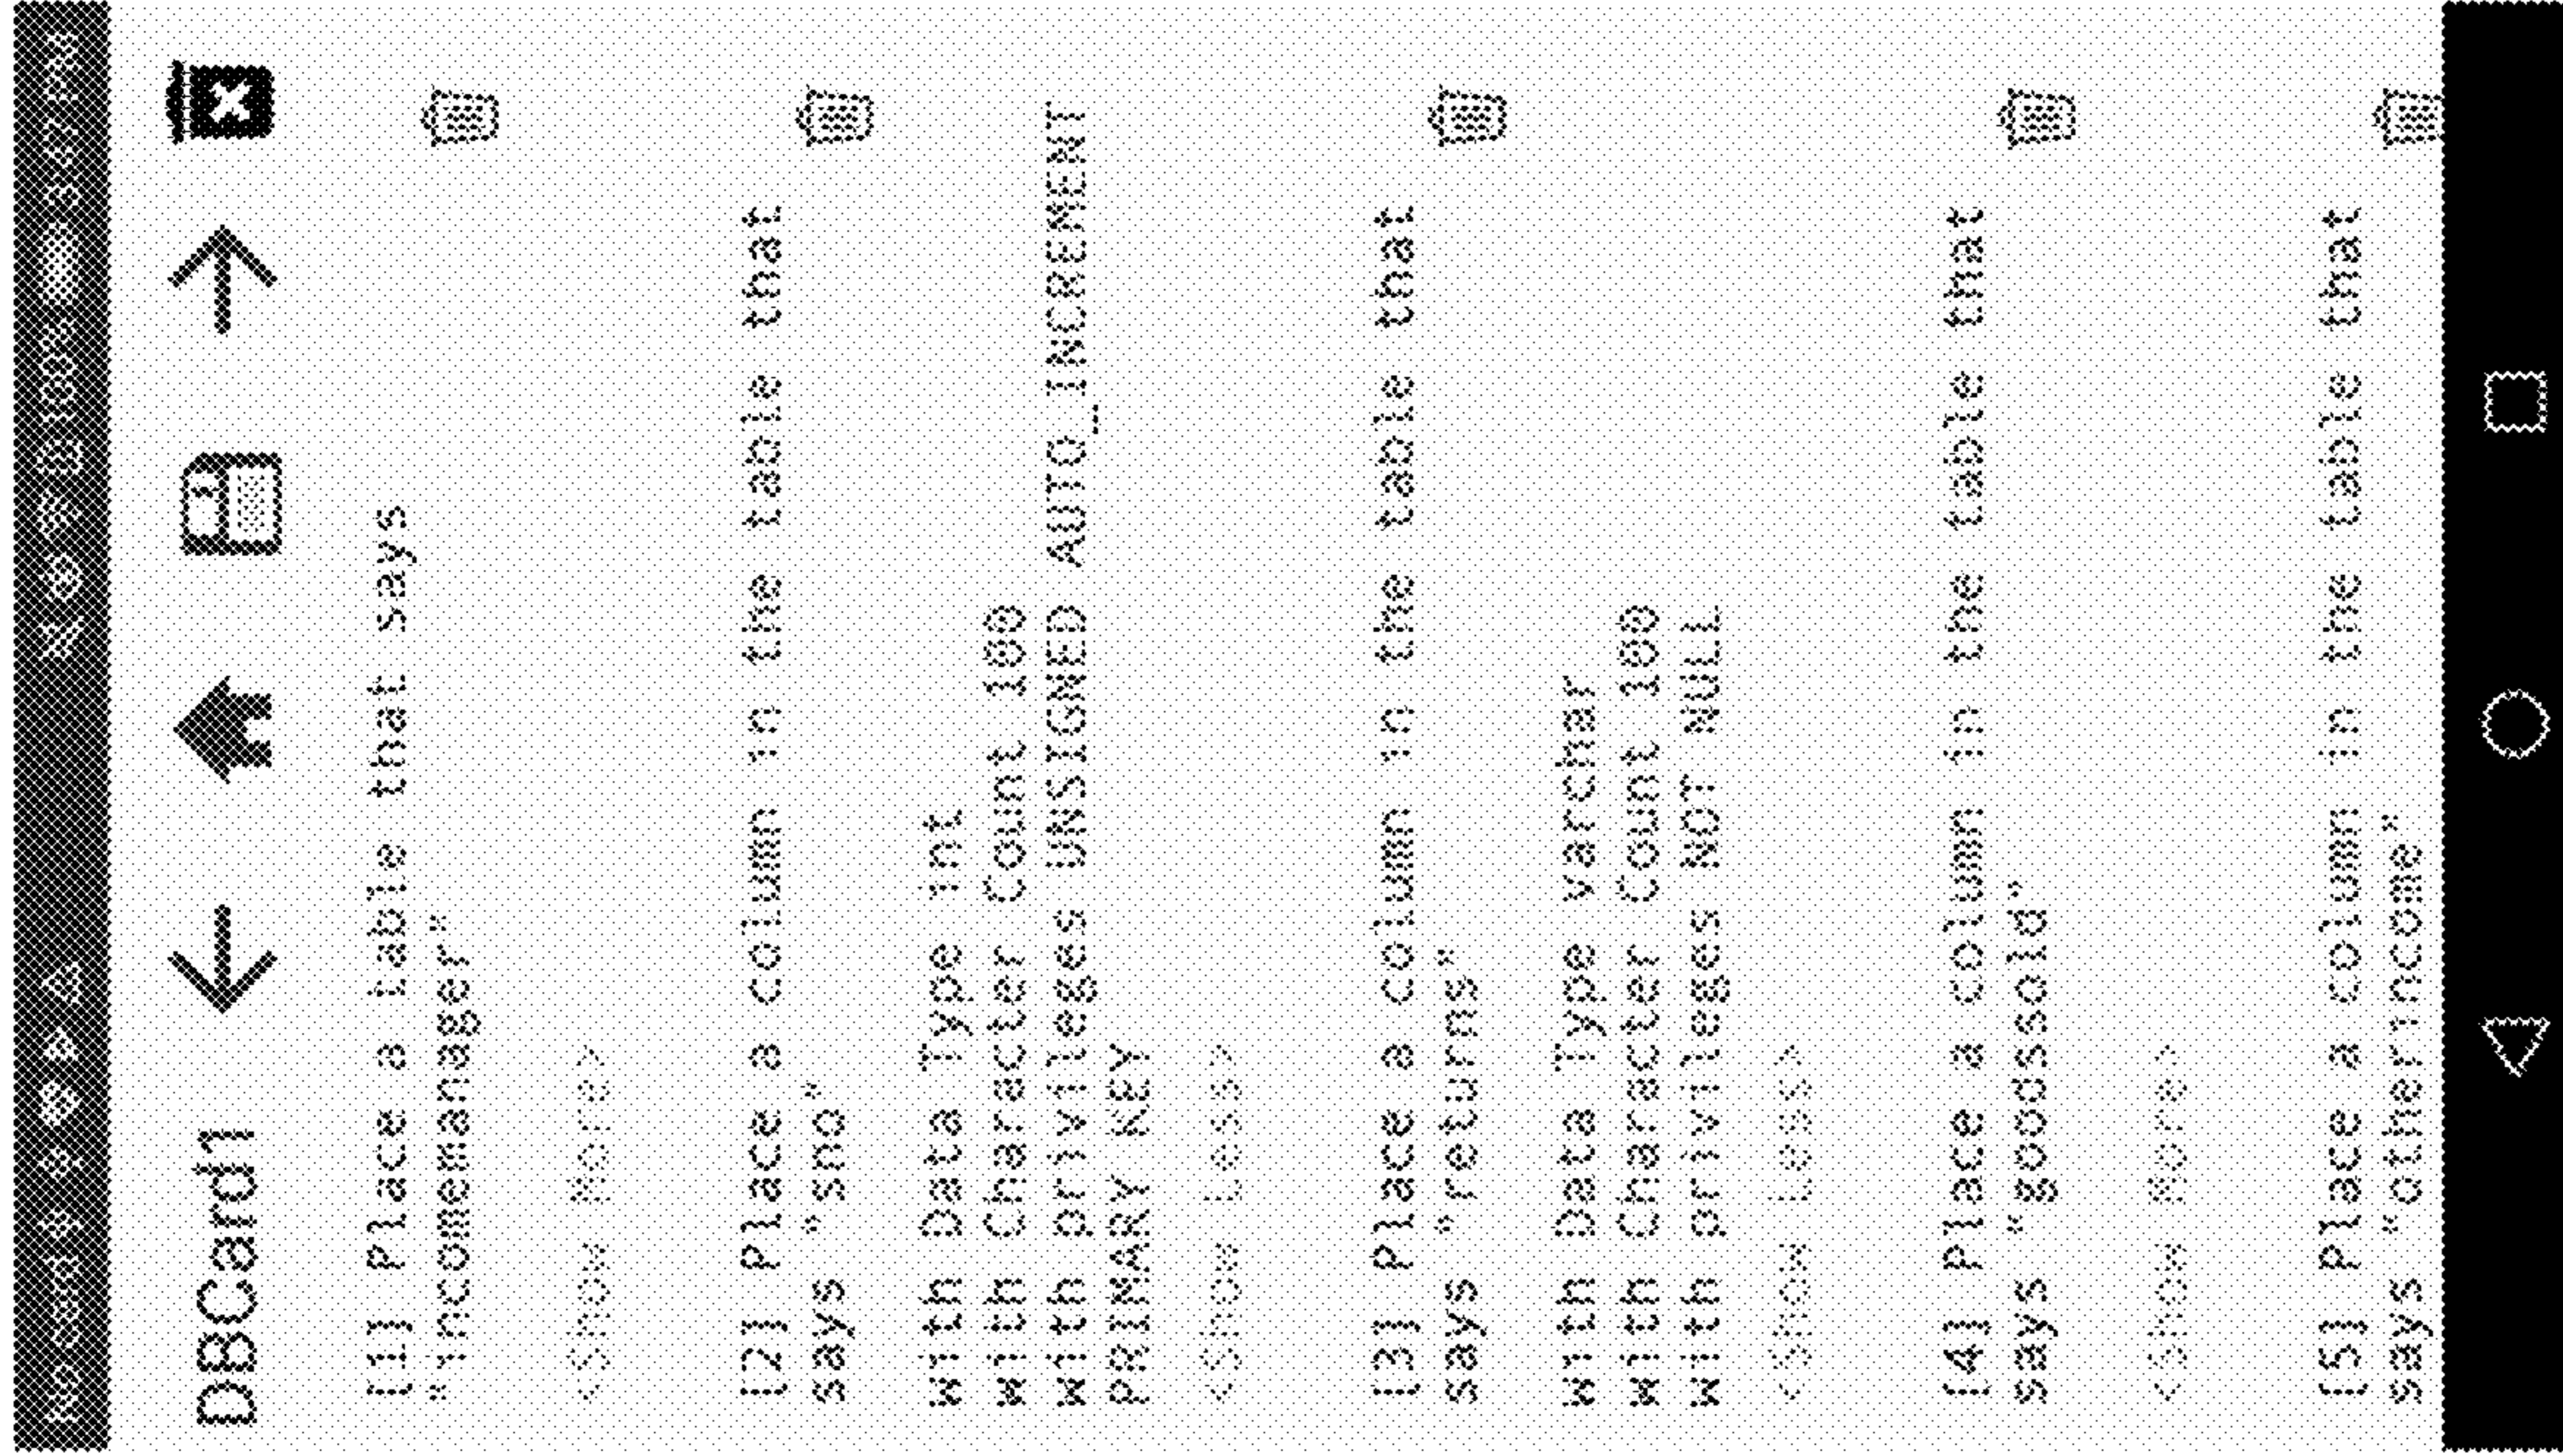 DBCard1
[1] Place a table that says
"incomemanager"
<Show More>
[2] Place a column in the table that
says "sno"
with Data Type int
with Character Count 100
with privileges UNSIGNED AUTO_INCREMENT
PRIMARY KEY
<Show Less>
[3] Place a column in the table that
says "returns"
with Data Type varchar
with Character Count 100
with privileges NOT NULL
<Show Less>
[4] Place a column in the table that
says "goodssold"
<Show More>
[5] Place a column in the table that
says "otherincome"